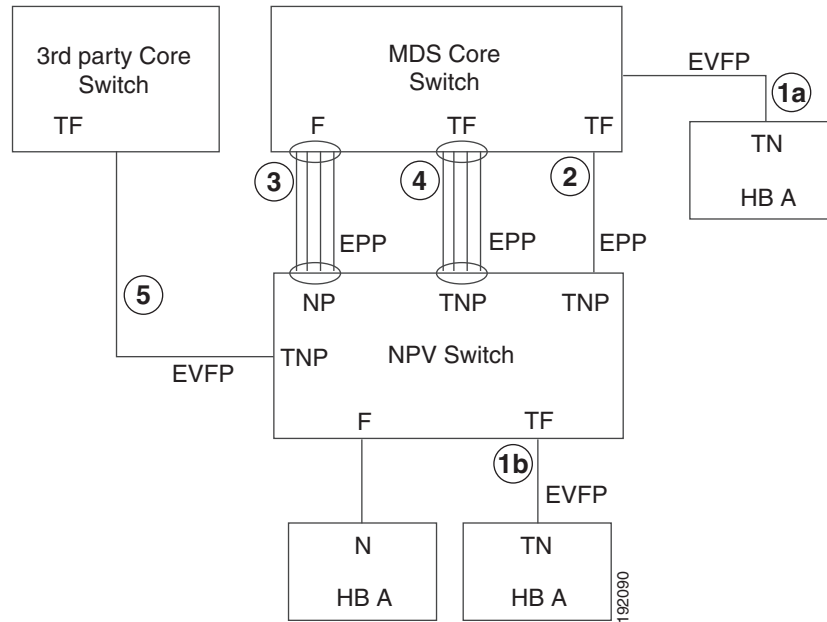 3rd party Core
Switch
TF
MDS Core
Switch
F
TF
TF
EVFP
1a
TN
HB A
3
4
2
EPP
EPP
EPP
5
NP
TNP
TNP
TNP
EVFP
NPV Switch
F
TF
1b
EVFP
N
HB A
TN
HB A
192090